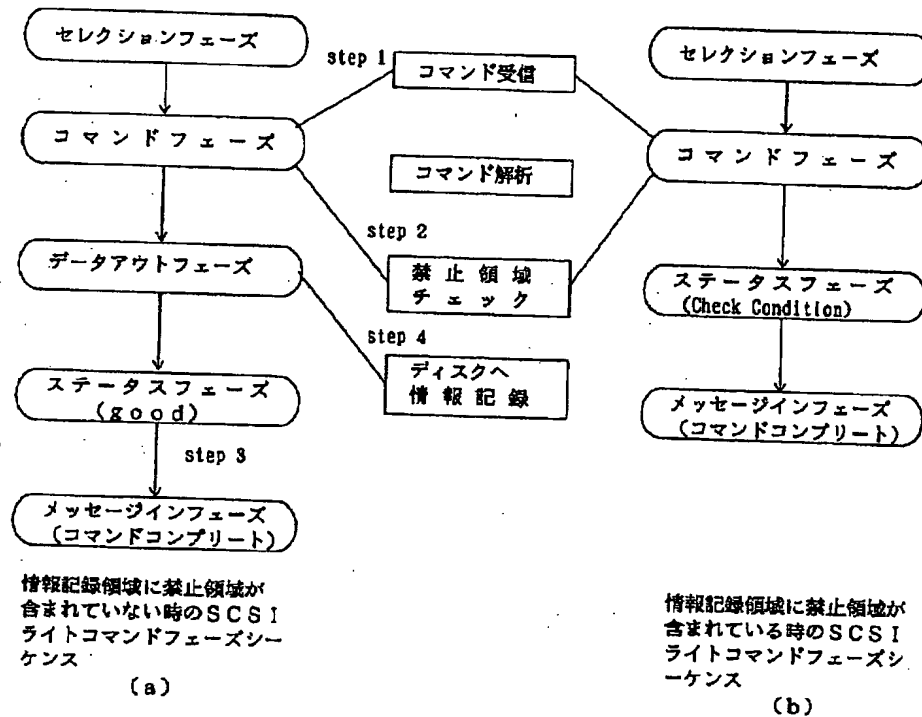 セレクションフェーズ
コマンドフェーズ
データアウトフェーズ
ステータスフェーズ
(good)
step 3
メッセージインフェーズ
(コマンドコンプリート)
情報記録領域に禁止領域が
含まれていない時のSCSI
ライトコマンドフェーズシー
ケンス
(a)
step 1
コマンド受信
コマンド解析
step 2
禁止領域
チェック
step 4
ディスクへ
情報記録
セレクションフェーズ
コマンドフェーズ
ステータスフェーズ
(Check Condition)
メッセージインフェーズ
(コマンドコンプリート)
情報記録領域に禁止領域が
含まれている時のSCSI
ライトコマンドフェーズシ
ーケンス
(b)